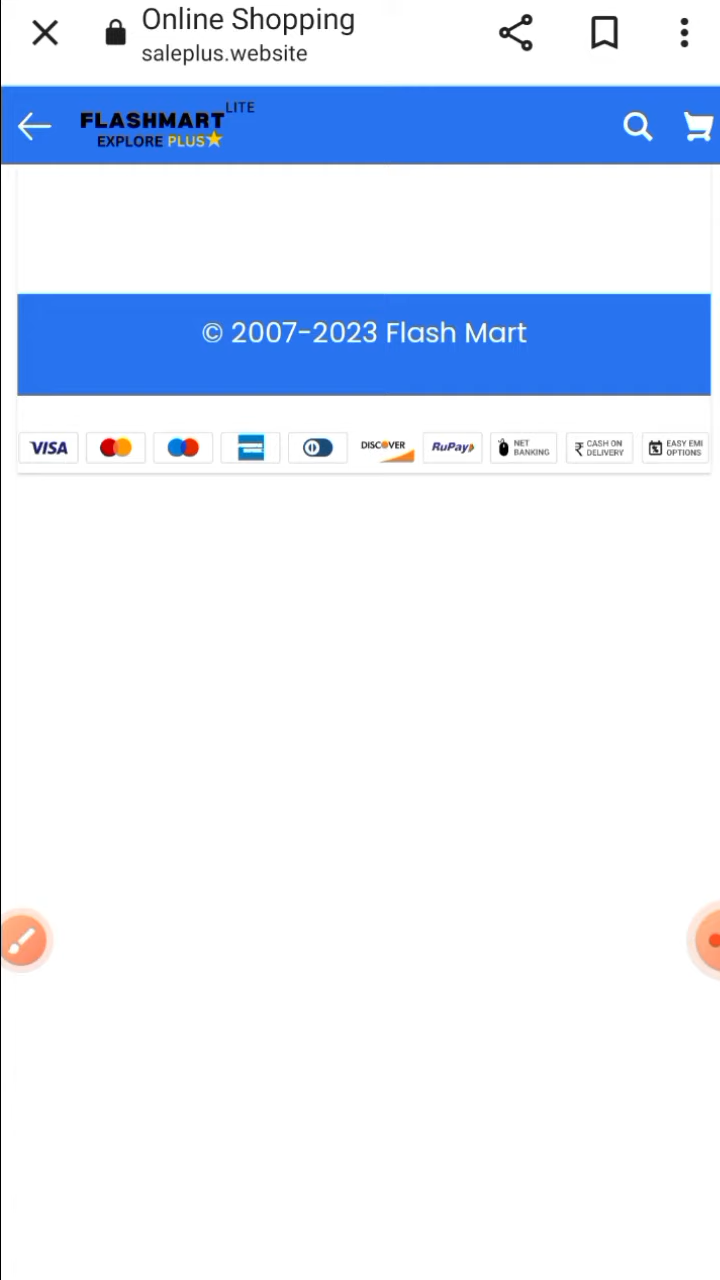 Online Shopping
saleplus.website
FLASHMART LITE
EXPLORE PLUS
© 2007-2023 Flash Mart
VISA DISCOVER RuPay NET BANKING CASH ON DELIVERY EASY EMI OPTIONS